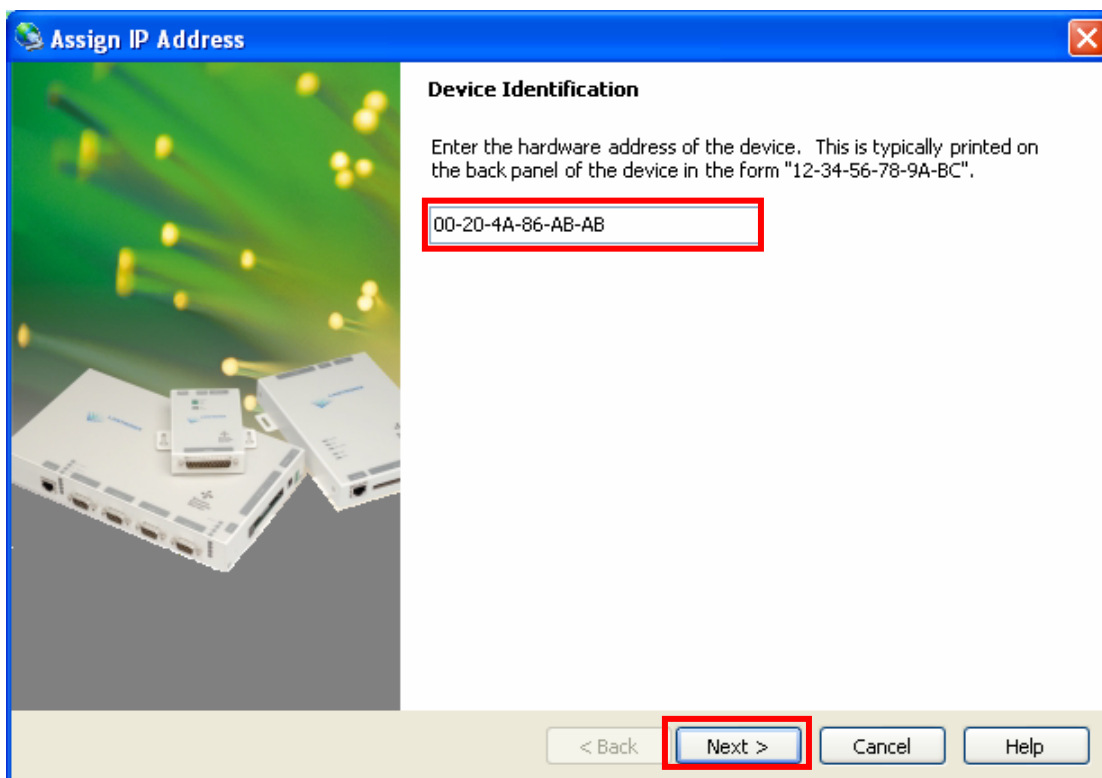 Assign IP Address
Device Identification
Enter the hardware address of the device. This is typically printed on
the back panel of the device in the form "12-34-56-78-9A-BC".
00-20-4A-86-AB-AB
< Back
Next >
Cancel
Help